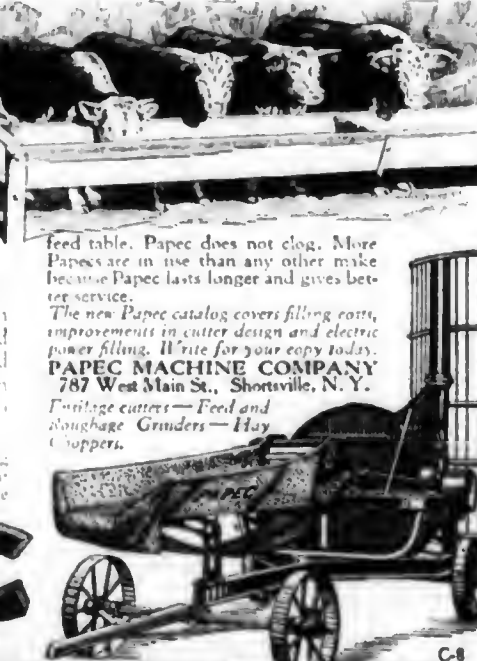 feed table. Papec does not clog. More
Papecs are in use than any other make
because Papec lasts longer and gives bet-
ter service.
The new Papec catalog covers filling costs,
improvements in cutter design and electric
power filling. Write for your copy today.
PAPEC MACHINE COMPANY
787 West Main St., Shortsville, N. Y.
Ensilage cutters — Feed and
Roughage Grinders — Hay
Choppers.
PEC
C-8